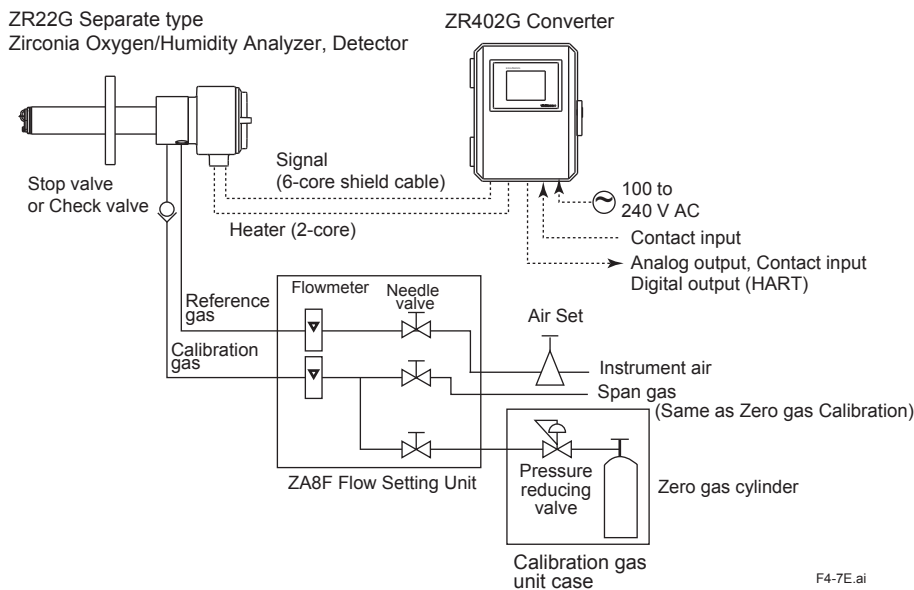 ZR22G Separate type
Zirconia Oxygen/Humidity Analyzer, Detector
ZR402G Converter
Stop valve
or Check valve
Signal
(6-core shield cable)
Heater (2-core)
100 to
240 V AC
Contact input
Analog output, Contact input
Digital output (HART)
Reference
gas
Calibration
gas
Flowmeter
Needle
valve
Air Set
Instrument air
Span gas
(Same as Zero gas Calibration)
ZA8F Flow Setting Unit
Pressure
reducing
valve
Zero gas cylinder
Calibration gas
unit case
F4-7E.ai